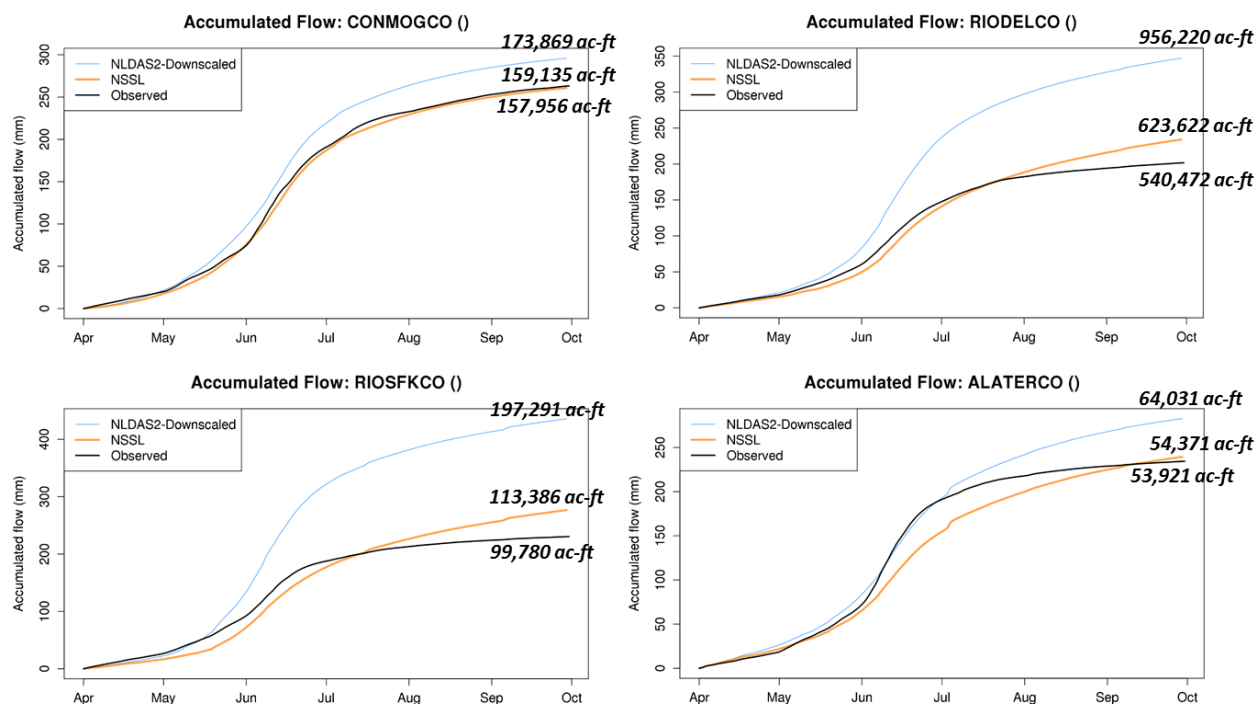 Accumulated Flow: CONMOGCO ()
173,869 ac-ft
159,135 ac-ft
157,956 ac-ft
NLDAS2-Downscaled
NSSL
Observed
Accumulated flow (mm)
0
50
100
150
200
250
300
Apr May Jun Jul Aug Sep Oct
Accumulated Flow: RIODELCO ()
956,220 ac-ft
623,622 ac-ft
540,472 ac-ft
NLDAS2-Downscaled
NSSL
Observed
Accumulated flow (mm)
0
50
100
150
200
250
300
350
Apr May Jun Jul Aug Sep Oct
Accumulated Flow: RIOSFKCO ()
197,291 ac-ft
113,386 ac-ft
99,780 ac-ft
NLDAS2-Downscaled
NSSL
Observed
Accumulated flow (mm)
0
100
200
300
400
Apr May Jun Jul Aug Sep Oct
Accumulated Flow: ALATERCO ()
64,031 ac-ft
54,371 ac-ft
53,921 ac-ft
NLDAS2-Downscaled
NSSL
Observed
Accumulated flow (mm)
0
50
100
150
200
250
Apr May Jun Jul Aug Sep Oct